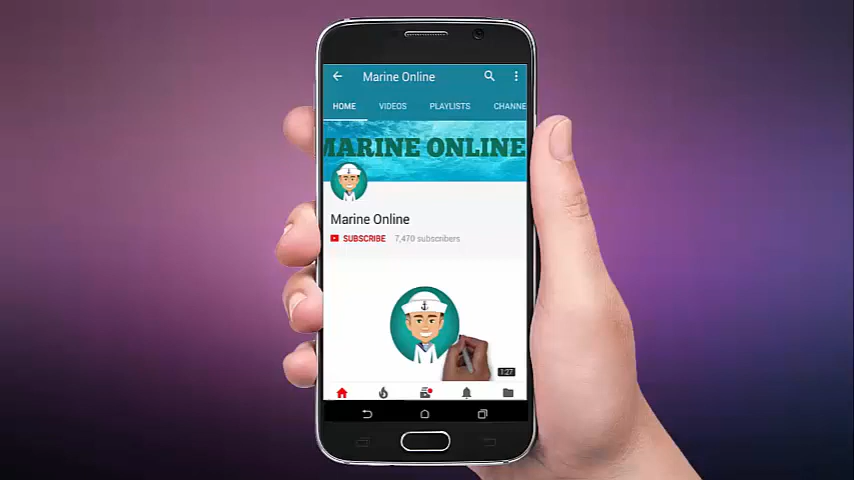 Marine Online
HOME VIDEOS PLAYLISTS CHANNE
MARINE ONLINE
Marine Online
SUBSCRIBE 7,470 subscribers
1:27